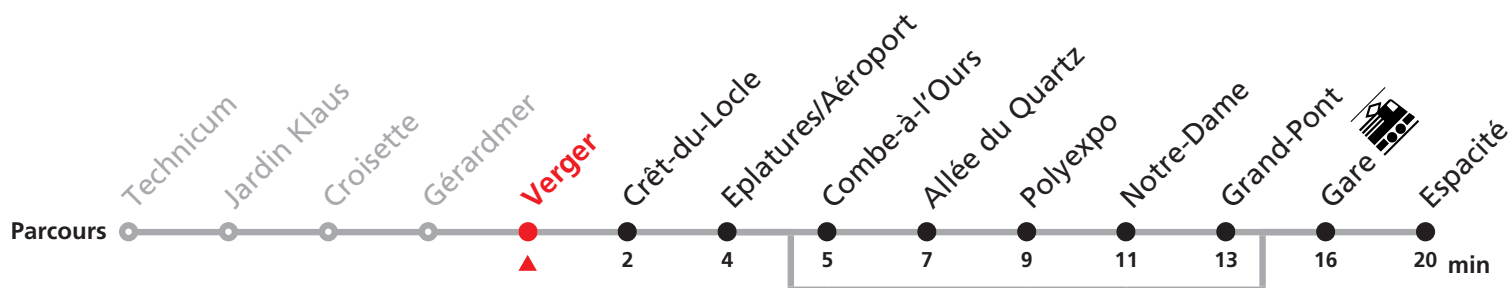 Technicum
Jardin Klaus
Croisette
Gérardmer
Verger
Crêt-du-Locle
Eplatures/Aéroport
Combe-à-l'Ours
Allée du Quartz
Polyexpo
Notre-Dame
Grand-Pont
Gare
Espacité
Parcours
2 4 5 7 9 11 13 16 20 min